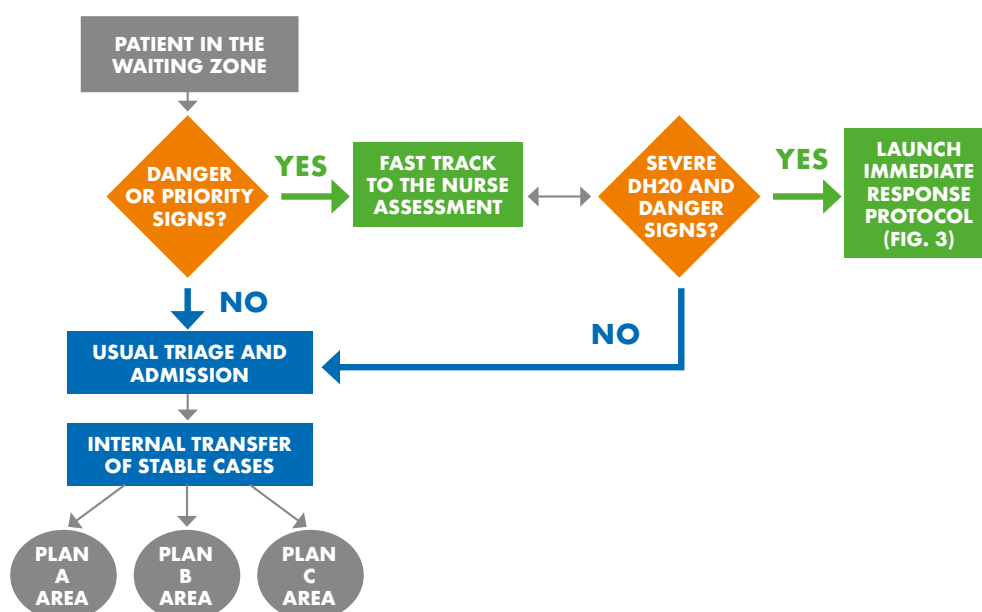 PATIENT IN THE
WAITING ZONE
DANGER
OR PRIORITY
SIGNS?
YES
FAST TRACK
TO THE NURSE
ASSESSMENT
SEVERE
DH20 AND
DANGER
SIGNS?
YES
LAUNCH
IMMEDIATE
RESPONSE
PROTOCOL
(FIG. 3)
NO
NO
USUAL TRIAGE AND
ADMISSION
INTERNAL TRANSFER
OF STABLE CASES
PLAN
A
AREA
PLAN
B
AREA
PLAN
C
AREA